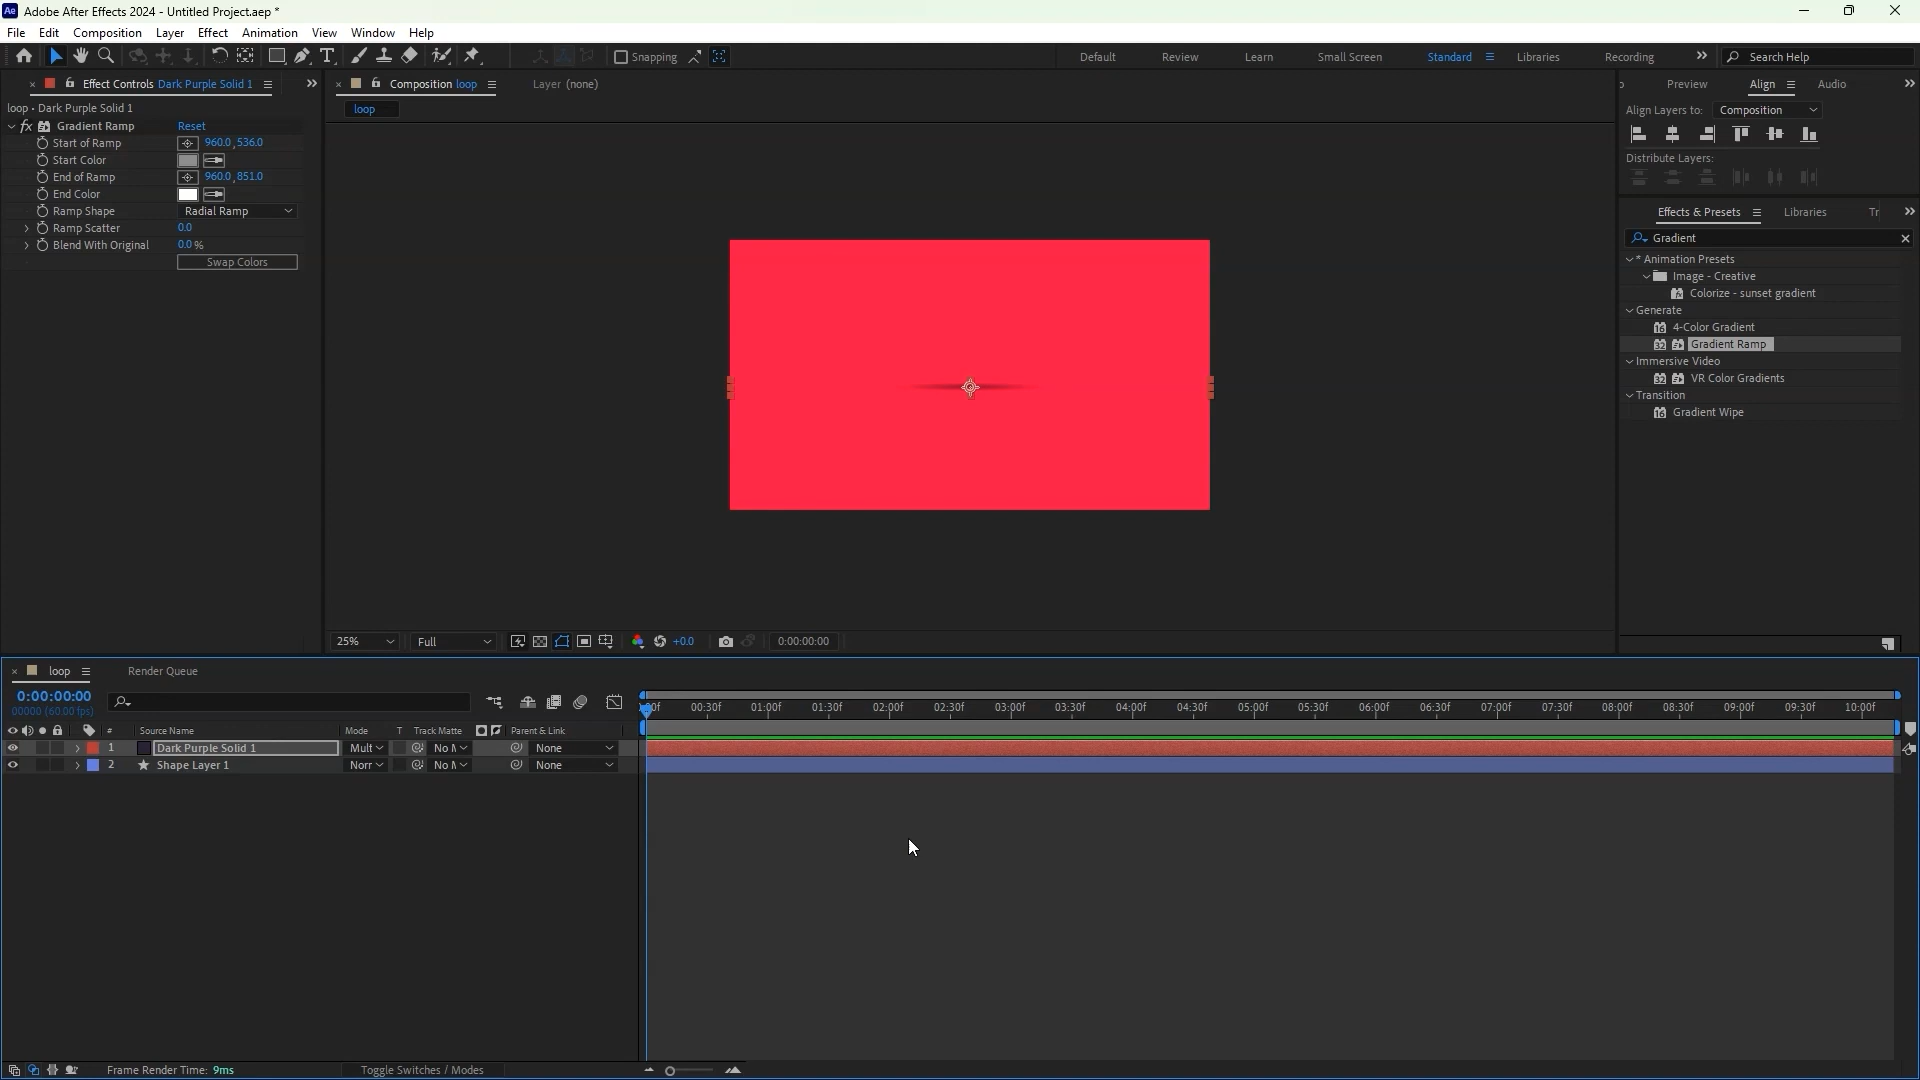 Adobe After Effects 2024 - Untitled Project.aep *
File Edit Composition Layer Effect Animation View Window Help
Snapping
Default Review Learn Small Screen Standard Libraries Recording Search Help
Effect Controls Dark Purple Solid 1
loop • Dark Purple Solid 1
fx Gradient Ramp Reset
Start of Ramp 960.0, 536.0
Start Color
End of Ramp 960.0, 851.0
End Color
Ramp Shape Radial Ramp
Ramp Scatter 0.0
Blend With Original 0.0 %
Swap Colors
Composition loop
Layer (none)
loop
25% Full +0.0 0:00:00:00
Preview Align Audio
Align Layers to: Composition
Distribute Layers:
Effects & Presets Libraries Tr
Gradient
* Animation Presets
Image - Creative
Colorize - sunset gradient
Generate
4-Color Gradient
Gradient Ramp
Immersive Video
VR Color Gradients
Transition
Gradient Wipe
loop Render Queue
0:00:00:00
00000 (60.00 fps)
:00f 00:30f 01:00f 01:30f 02:00f 02:30f 03:00f 03:30f 04:00f 04:30f 05:00f 05:30f 06:00f 06:30f 07:00f 07:30f 08:00f 08:30f 09:00f 09:30f 10:00f
# Source Name Mode T Track Matte Parent & Link
1 Dark Purple Solid 1 Mult No M None
2 Shape Layer 1 Norr No M None
Frame Render Time: 9ms Toggle Switches / Modes